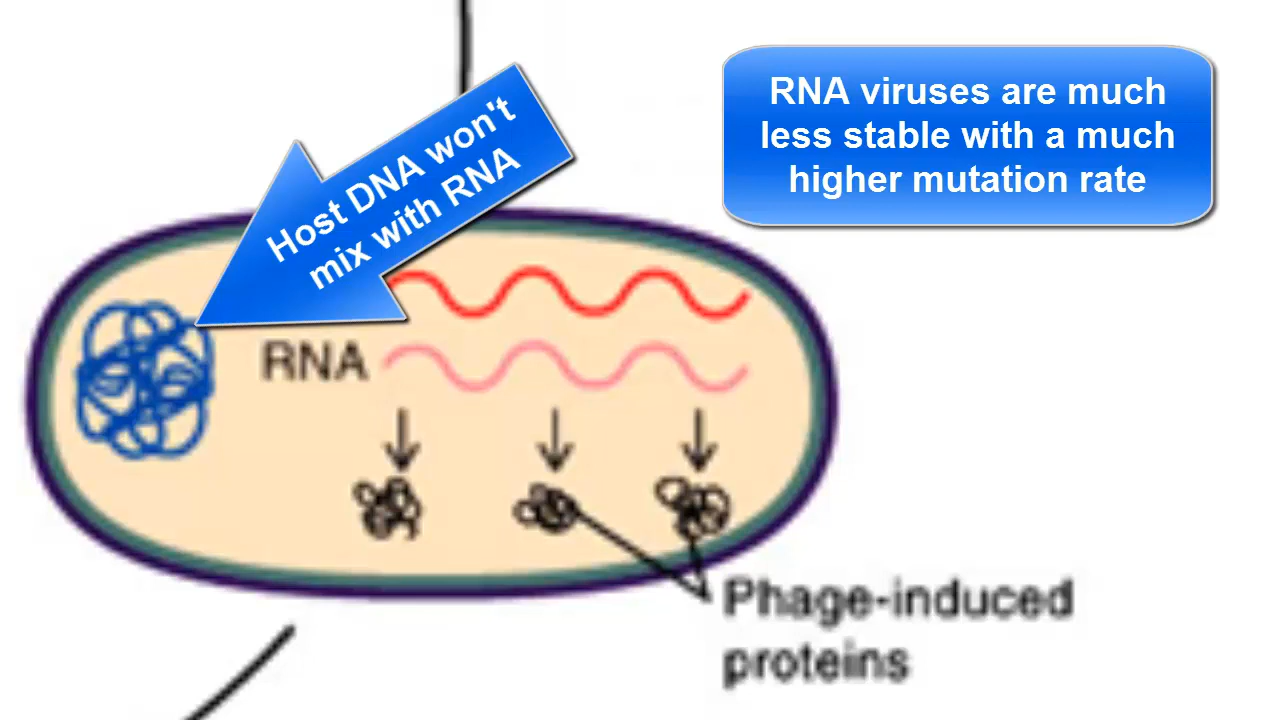 RNA viruses are much
less stable with a much
higher mutation rate
Host DNA won't
mix with RNA
RNA
Phage-induced
proteins